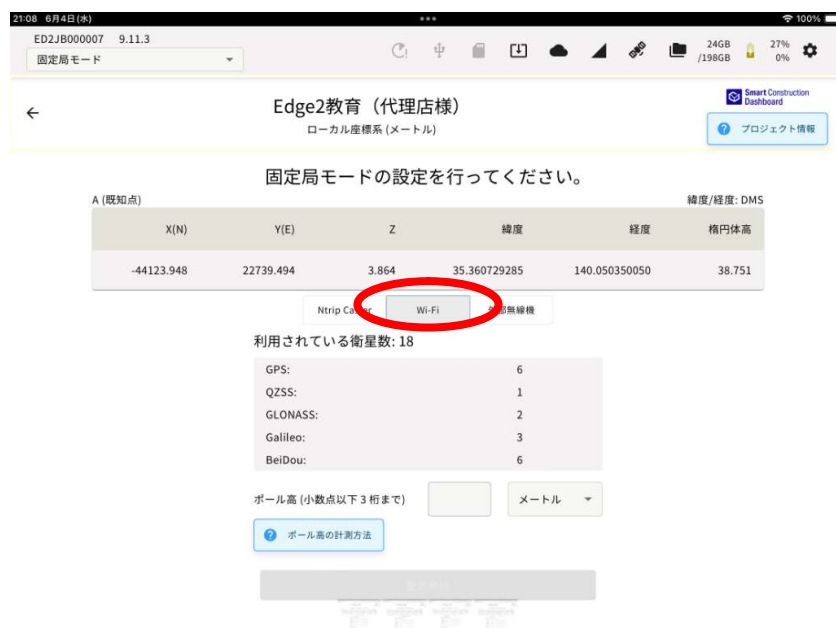 21:08 6月4日(水)
100%
ED2JB000007 9.11.3
固定局モード
24GB
/198GB
27%
0%
Edge2教育（代理店様）
ローカル座標系 (メートル)
Smart Construction
Dashboard
プロジェクト情報
固定局モードの設定を行ってください。
A (既知点)
緯度/経度: DMS
X(N) Y(E) Z 緯度 経度 楕円体高
-44123.948 22739.494 3.864 35.360729285 140.050350050 38.751
Ntrip Caster Wi-Fi 外部無線機
利用されている衛星数: 18
GPS: 6
QZSS: 1
GLONASS: 2
Galileo: 3
BeiDou: 6
ポール高 (小数点以下 3 桁まで) メートル
ポール高の計測方法